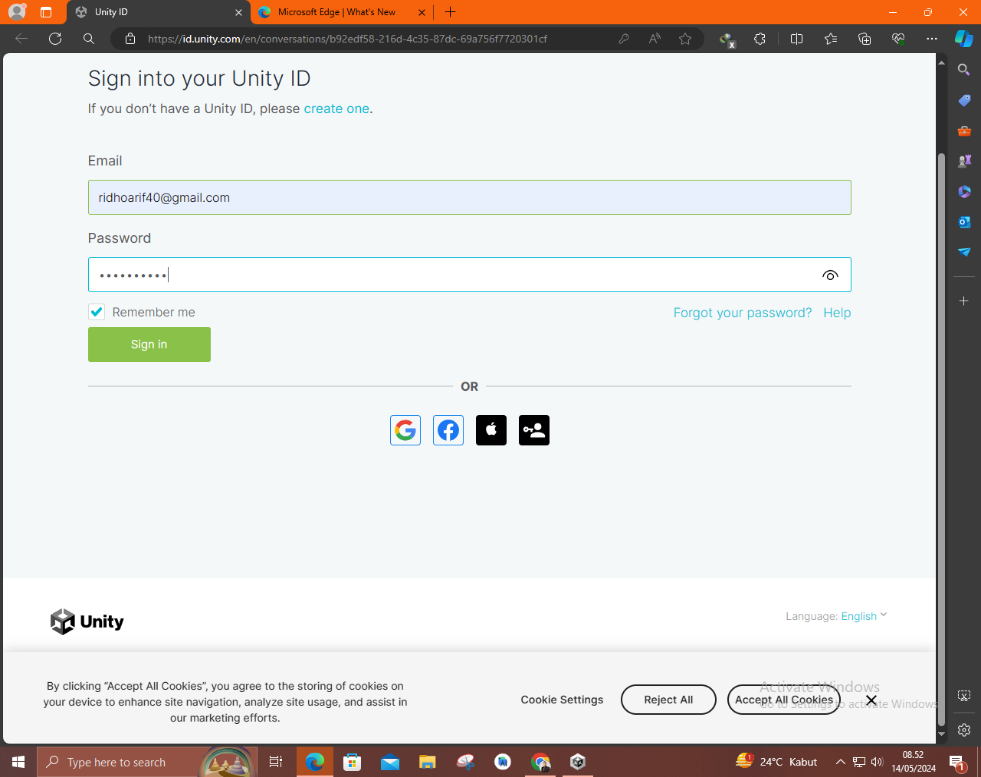 Unity ID
Microsoft Edge | What's New
https://id.unity.com/en/conversations/b92edf58-216d-4c35-87dc-69a756f7720301cf
Sign into your Unity ID
If you don't have a Unity ID, please create one.
Email
ridhoarif40@gmail.com
Password
Remember me
Forgot your password? Help
Sign in
OR
Unity
Language: English
By clicking “Accept All Cookies”, you agree to the storing of cookies on
your device to enhance site navigation, analyze site usage, and assist in
our marketing efforts.
Cookie Settings
Reject All
Accept All Cookies
Activate Windows
Go to Settings to activate Windows.
Type here to search
24°C Kabut
08.52
14/05/2024
1